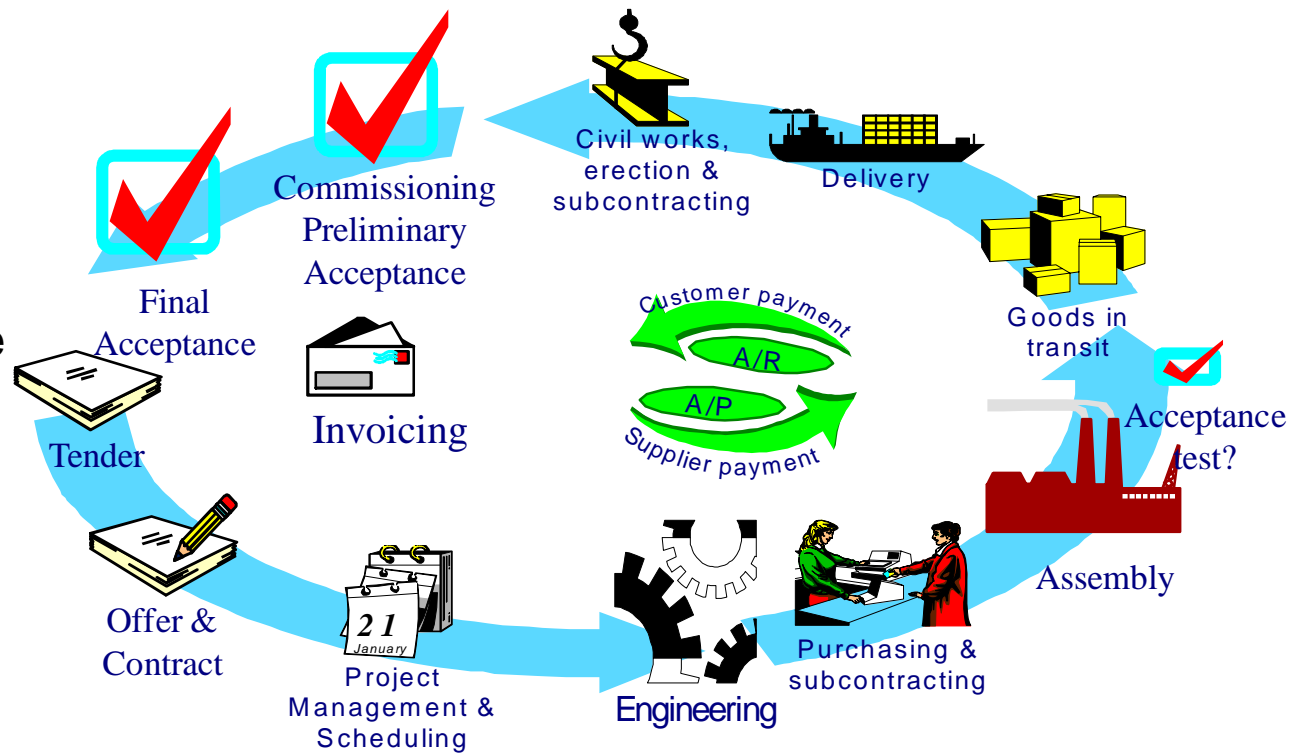 Civil works,
erection &
subcontracting
Delivery
Commissioning
Preliminary
Acceptance
Final
Acceptance
e
Goods in
transit
Customer payment
A/R
A/P
Supplier payment
Invoicing
Acceptance
test?
Tender
Offer &
Contract
21
January
Project
Management &
Scheduling
Engineering
Purchasing &
subcontracting
Assembly